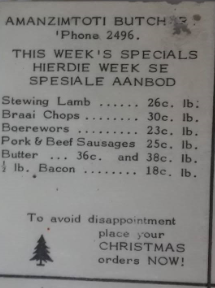 AMANZIMTOTI BUTCHERY
'Phone 2496.
THIS WEEK'S SPECIALS
HIERDIE WEEK SE
SPESIALE AANBOD
Stewing Lamb ...... 26c. lb.
Braai Chops ........ 30c. lb.
Boerewors ......... 23c. lb.
Pork & Beef Sausages 25c. lb.
Butter ... 36c. and 38c. lb.
½ lb. Bacon ........ 18c. lb.
To avoid disappointment
place your
CHRISTMAS
orders NOW!